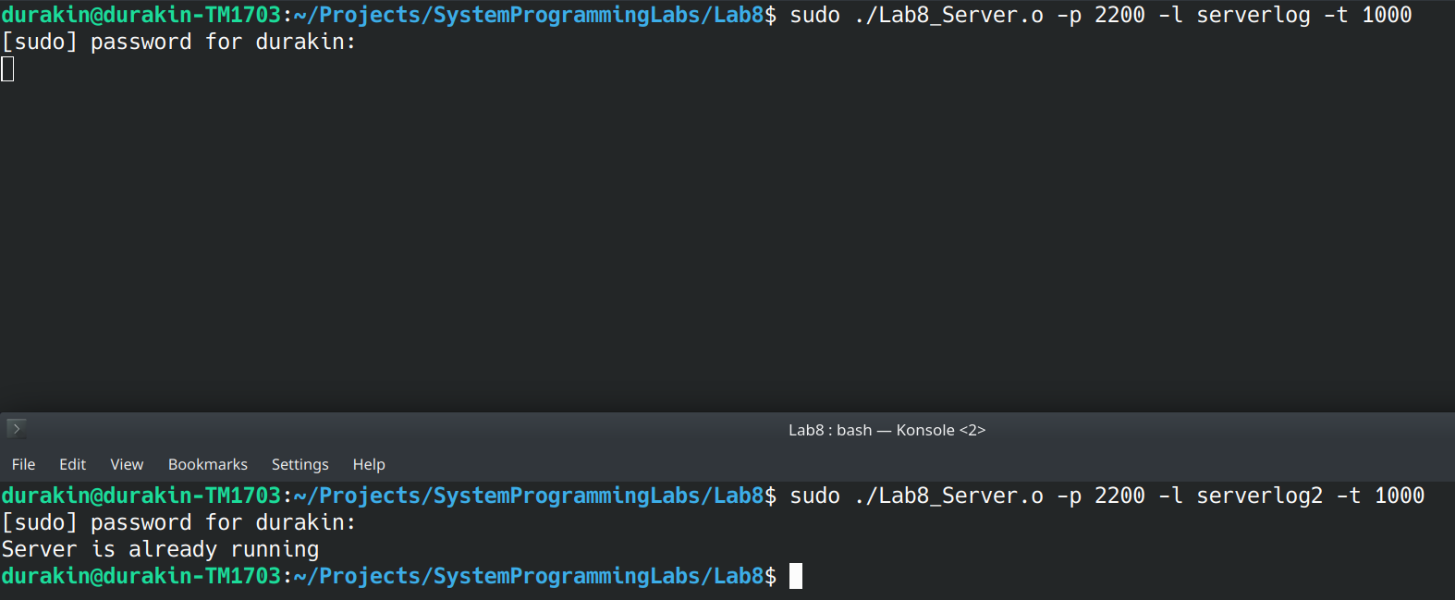 durakin@durakin-TM1703:~/Projects/SystemProgrammingLabs/Lab8$ sudo ./Lab8_Server.o -p 2200 -l serverlog -t 1000
[sudo] password for durakin:
Lab8 : bash — Konsole <2>
File Edit View Bookmarks Settings Help
durakin@durakin-TM1703:~/Projects/SystemProgrammingLabs/Lab8$ sudo ./Lab8_Server.o -p 2200 -l serverlog2 -t 1000
[sudo] password for durakin:
Server is already running
durakin@durakin-TM1703:~/Projects/SystemProgrammingLabs/Lab8$